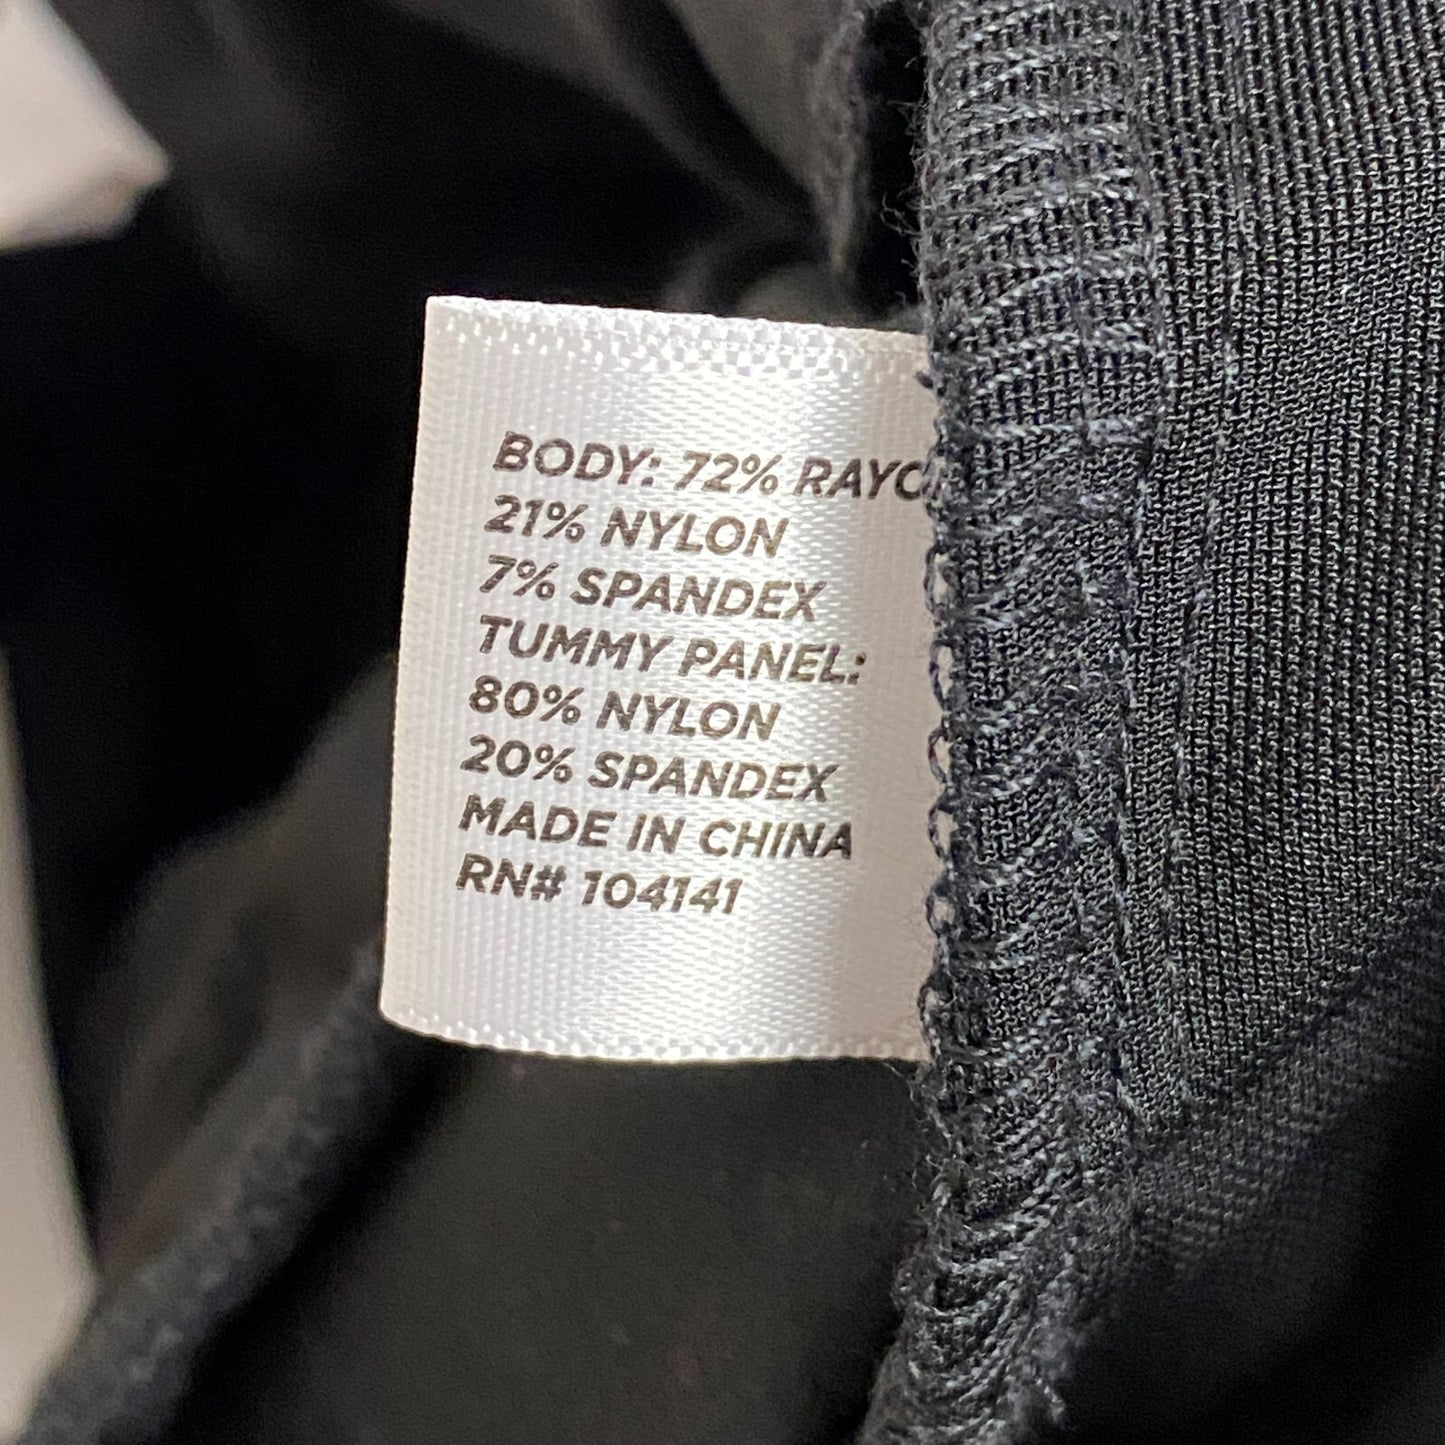 BODY: 72% RAYO
21% NYLON
7% SPANDEX
TUMMY PANEL:
80% NYLON
20% SPANDEX
MADE IN CHINA
RN# 104141